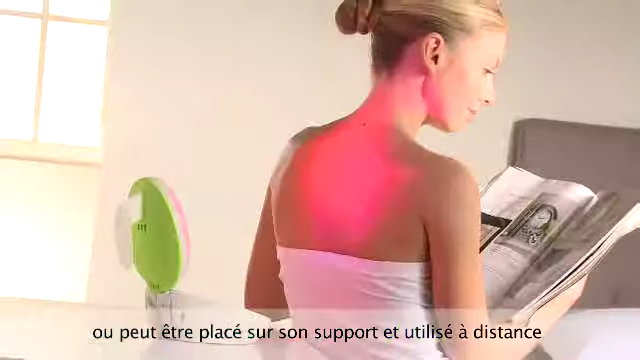 ou peut être placé sur son support et utilisé à distance